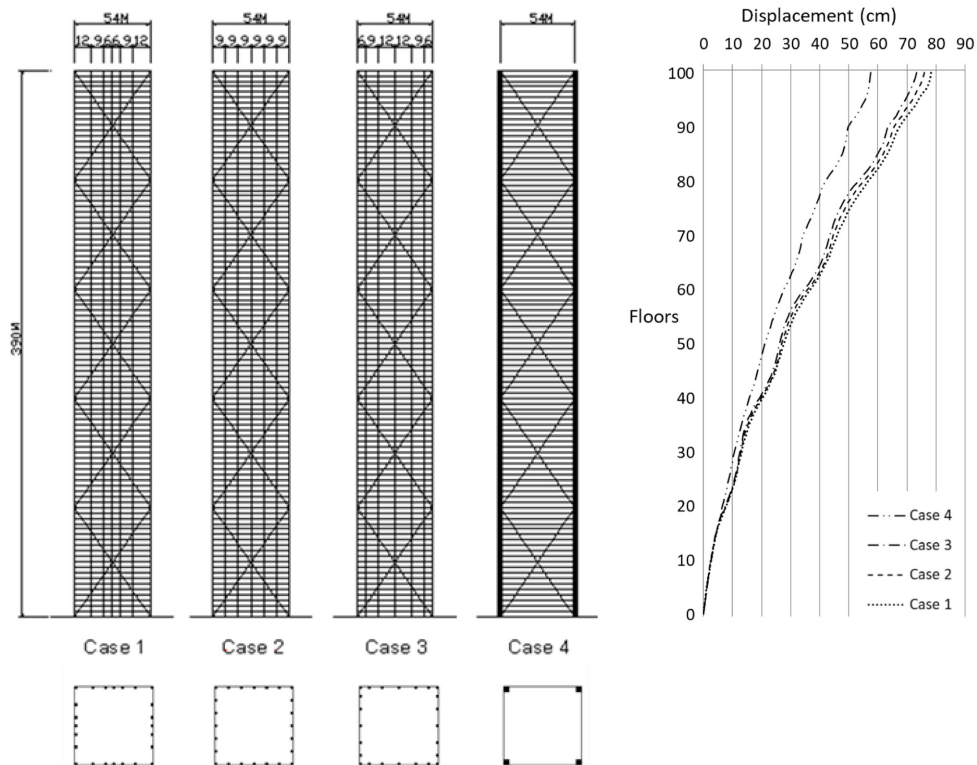 54M
54M
54M
54M
12 9 6 6 9 12
9 9 9 9 9 9
6 9 12 12 9 6
390M
Case 1
Case 2
Case 3
Case 4
Displacement (cm)
0 10 20 30 40 50 60 70 80 90
100
90
80
70
60
Floors
50
40
30
20
10
0
Case 4
Case 3
Case 2
Case 1